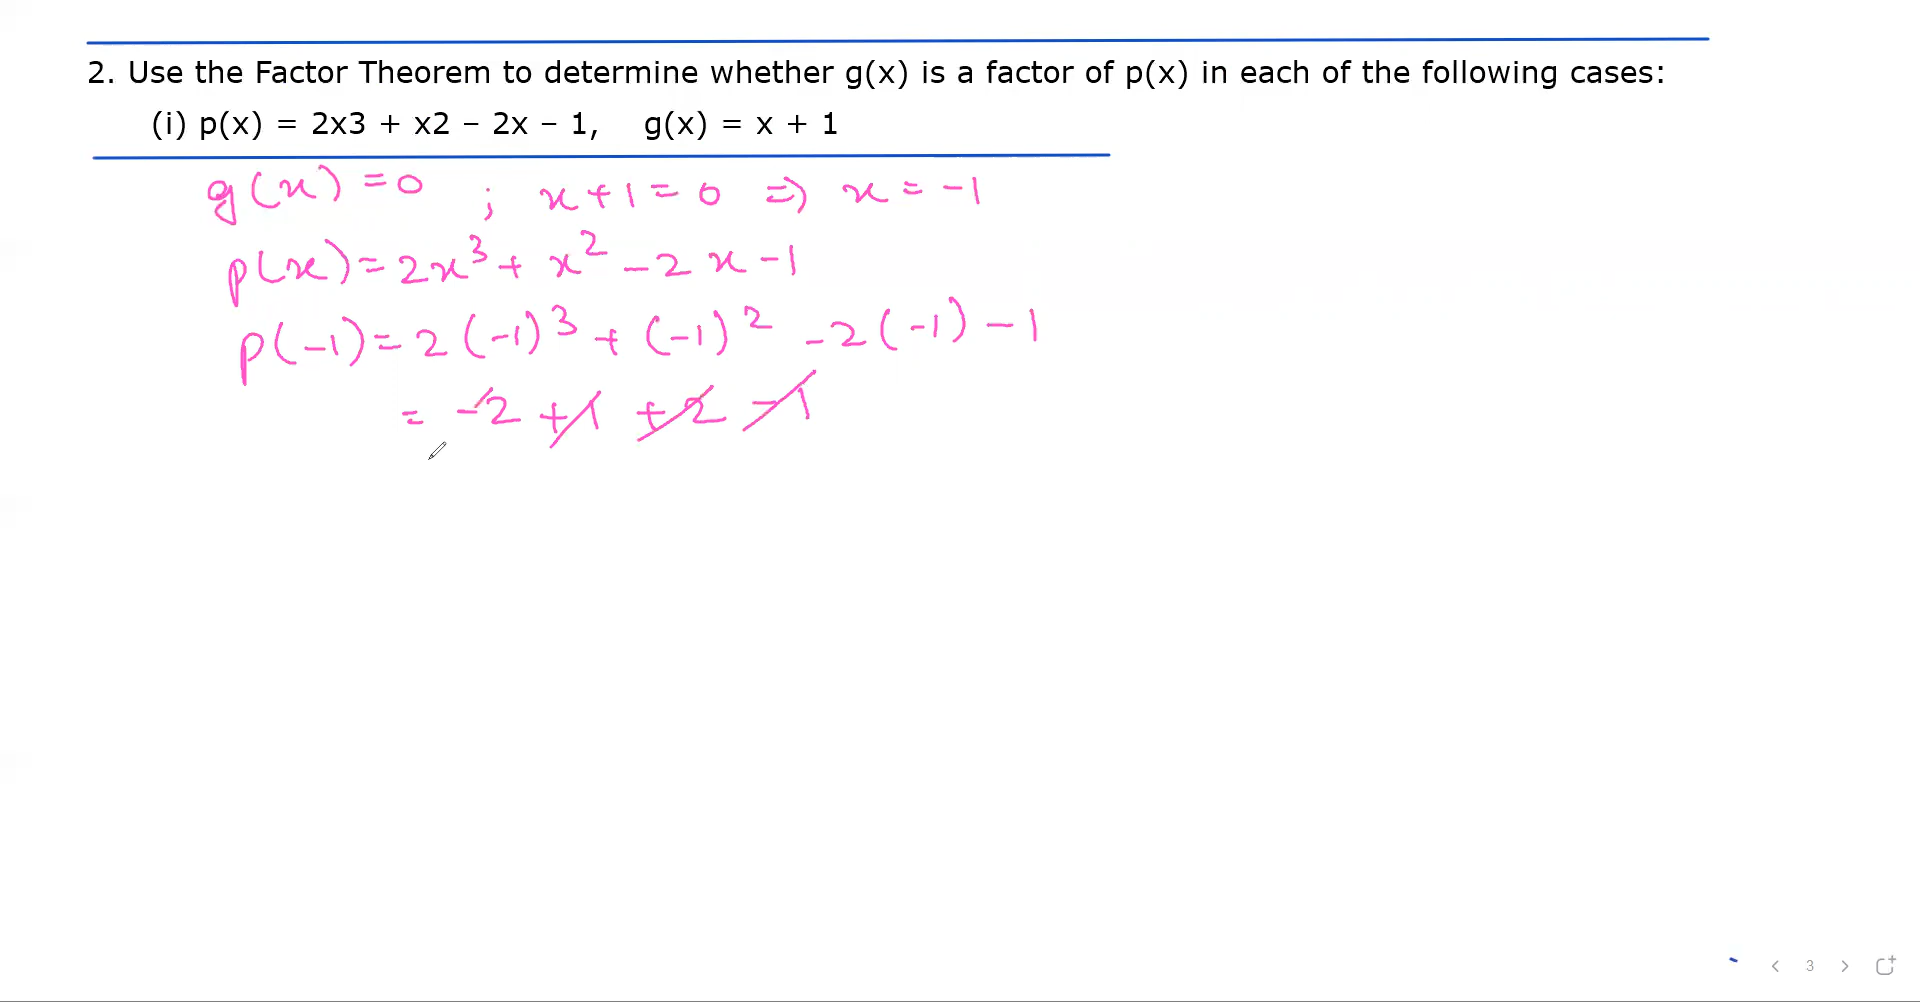 2. Use the Factor Theorem to determine whether g(x) is a factor of p(x) in each of the following cases:
(i) p(x) = 2x3 + x2 – 2x – 1, g(x) = x + 1
g(x) = 0 ; x + 1 = 0 ⇒ x = -1
p(x) = 2x³ + x² - 2x - 1
p(-1) = 2(-1)³ + (-1)² - 2(-1) - 1
= -2 + 1 + 2 - 1
3